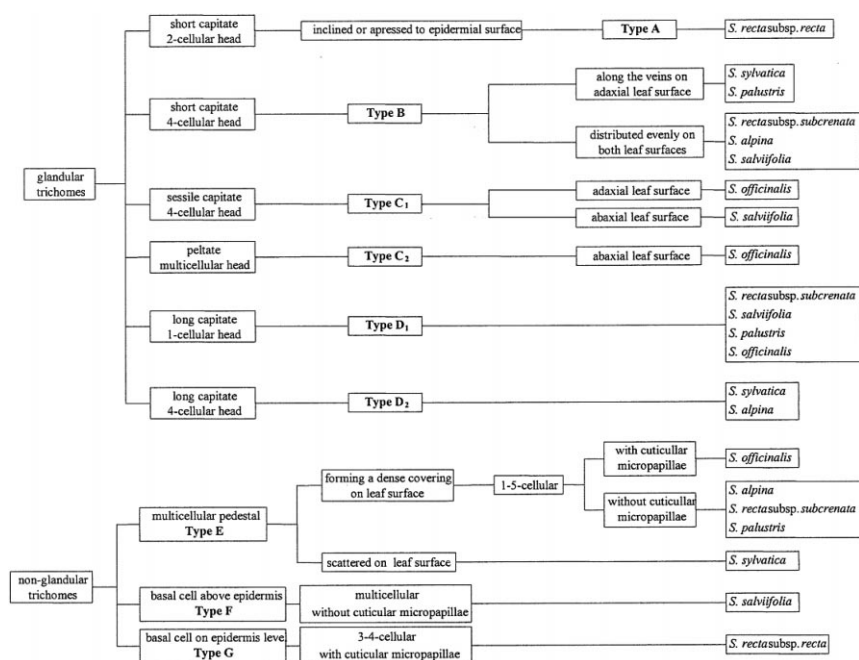 short capitate
2-cellular head
inclined or apressed to epidermial surface
Type A
S. recta subsp. recta
short capitate
4-cellular head
Type B
along the veins on
adaxial leaf surface
S. sylvatica
S. palustris
distributed evenly on
both leaf surfaces
S. recta subsp. subcrenata
S. alpina
S. salviifolia
glandular
trichomes
sessile capitate
4-cellular head
Type C1
adaxial leaf surface
S. officinalis
abaxial leaf surface
S. salviifolia
peltate
multicellular head
Type C2
abaxial leaf surface
S. officinalis
long capitate
1-cellular head
Type D1
S. recta subsp. subcrenata
S. salviifolia
S. palustris
S. officinalis
long capitate
4-cellular head
Type D2
S. sylvatica
S. alpina
non-glandular
trichomes
multicellular pedestal
Type E
forming a dense covering
on leaf surface
1-5-cellular
with cuticullar
micropapillae
S. officinalis
without cuticullar
micropapillae
S. alpina
S. recta subsp. subcrenata
S. palustris
scattered on leaf surface
S. sylvatica
basal cell above epidermis
Type F
multicellular
without cuticular micropapillae
S. salviifolia
basal cell on epidermis level
Type G
3-4-cellular
with cuticular micropapillae
S. recta subsp. recta